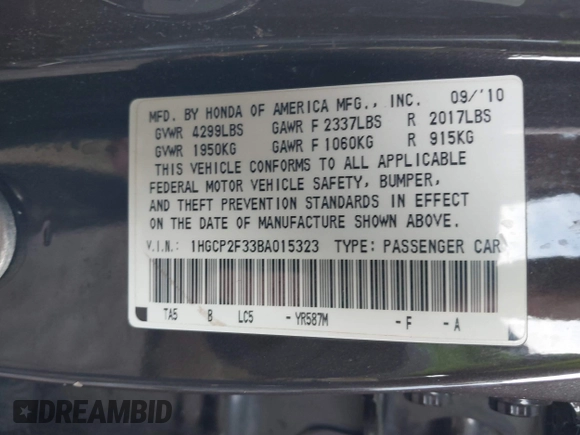 MFD. BY HONDA OF AMERICA MFG., INC. 09/'10
GVWR 4299LBS GAWR F 2337LBS R 2017LBS
GVWR 1950KG GAWR F 1060KG R 915KG
THIS VEHICLE CONFORMS TO ALL APPLICABLE
FEDERAL MOTOR VEHICLE SAFETY, BUMPER,
AND THEFT PREVENTION STANDARDS IN EFFECT
ON THE DATE OF MANUFACTURE SHOWN ABOVE.
V.I.N.: 1HGCP2F33BA015323 TYPE: PASSENGER CAR
TA5 B LC5 - YR587M - F - A
DREAMBID